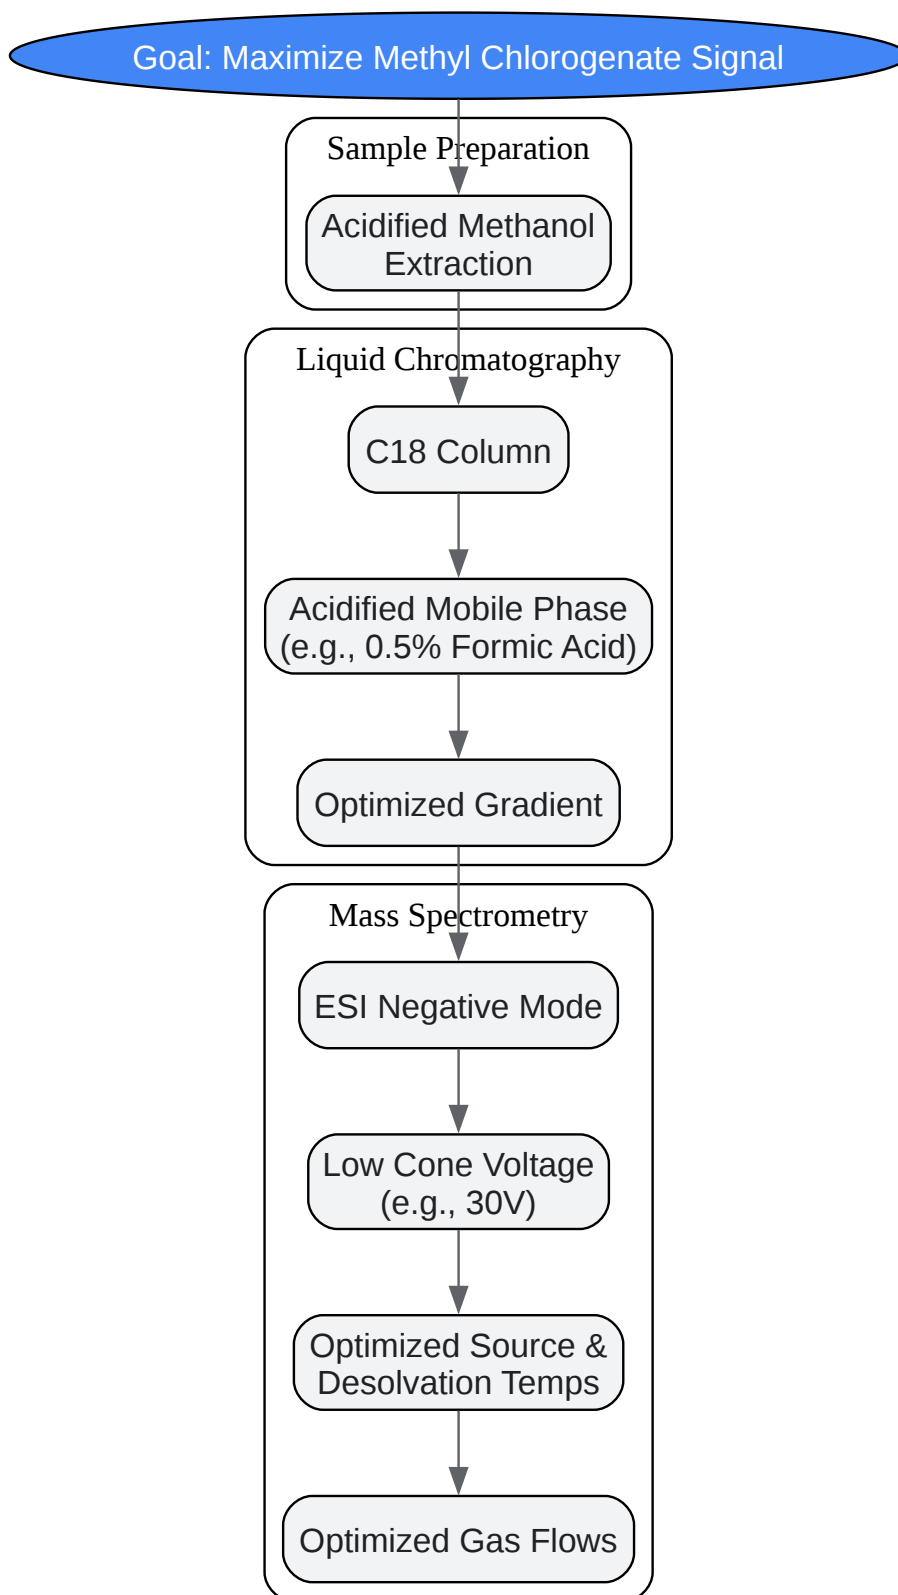 Goal: Maximize Methyl Chlorogenate Signal
Sample Preparation
Acidified Methanol
Extraction
Liquid Chromatography
C18 Column
Acidified Mobile Phase
(e.g., 0.5% Formic Acid)
Optimized Gradient
Mass Spectrometry
ESI Negative Mode
Low Cone Voltage
(e.g., 30V)
Optimized Source &
Desolvation Temps
Optimized Gas Flows